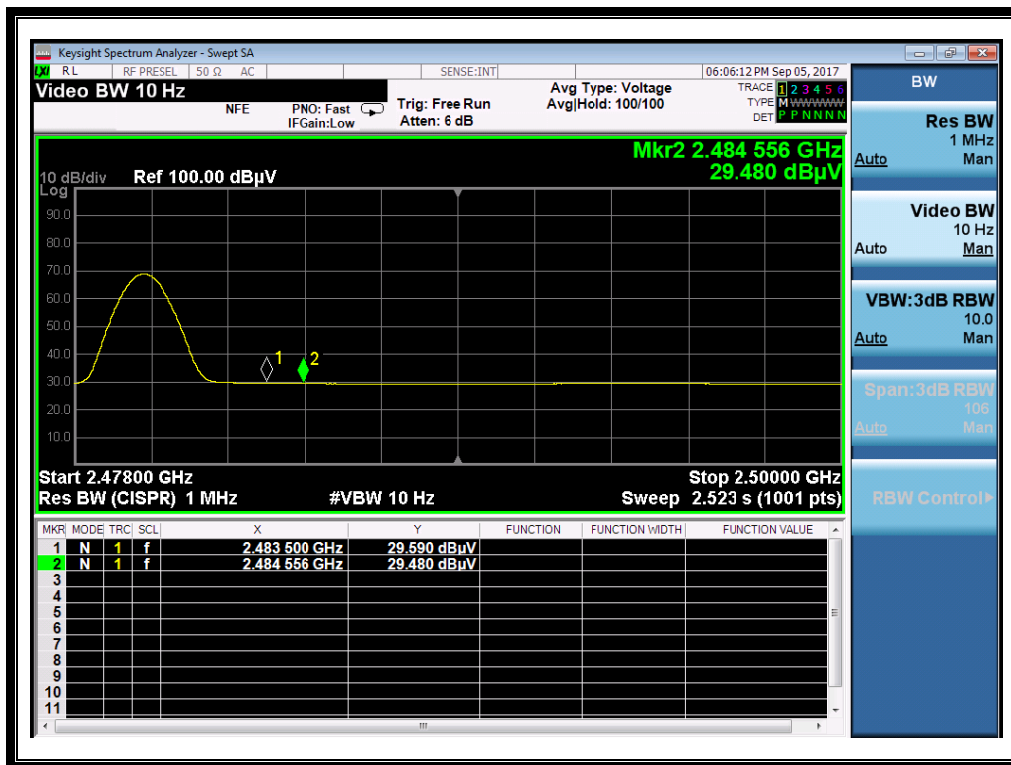 Keysight Spectrum Analyzer - Swept SA
LXI RL RF PRESEL 50 Ω AC SENSE:INT 06:06:12 PM Sep 05, 2017
Video BW 10 Hz
NFE
PNO: Fast
IFGain:Low
Trig: Free Run
Atten: 6 dB
Avg Type: Voltage
Avg|Hold: 100/100
TRACE 1 2 3 4 5 6
TYPE M WWWWW
DET P P N N N N
Mkr2 2.484 556 GHz
29.480 dBµV
10 dB/div Ref 100.00 dBµV
Log
90.0
80.0
70.0
60.0
50.0
40.0
30.0
20.0
10.0
1
2
Start 2.47800 GHz Stop 2.50000 GHz
Res BW (CISPR) 1 MHz #VBW 10 Hz Sweep 2.523 s (1001 pts)
MKR MODE TRC SCL X Y FUNCTION FUNCTION WIDTH FUNCTION VALUE
1 N 1 f 2.483 500 GHz 29.590 dBµV
2 N 1 f 2.484 556 GHz 29.480 dBµV
3
4
5
6
7
8
9
10
11
BW
Res BW
1 MHz
Auto Man
Video BW
10 Hz
Auto Man
VBW:3dB RBW
10.0
Auto Man
Span:3dB RBW
106
Auto Man
RBW Control